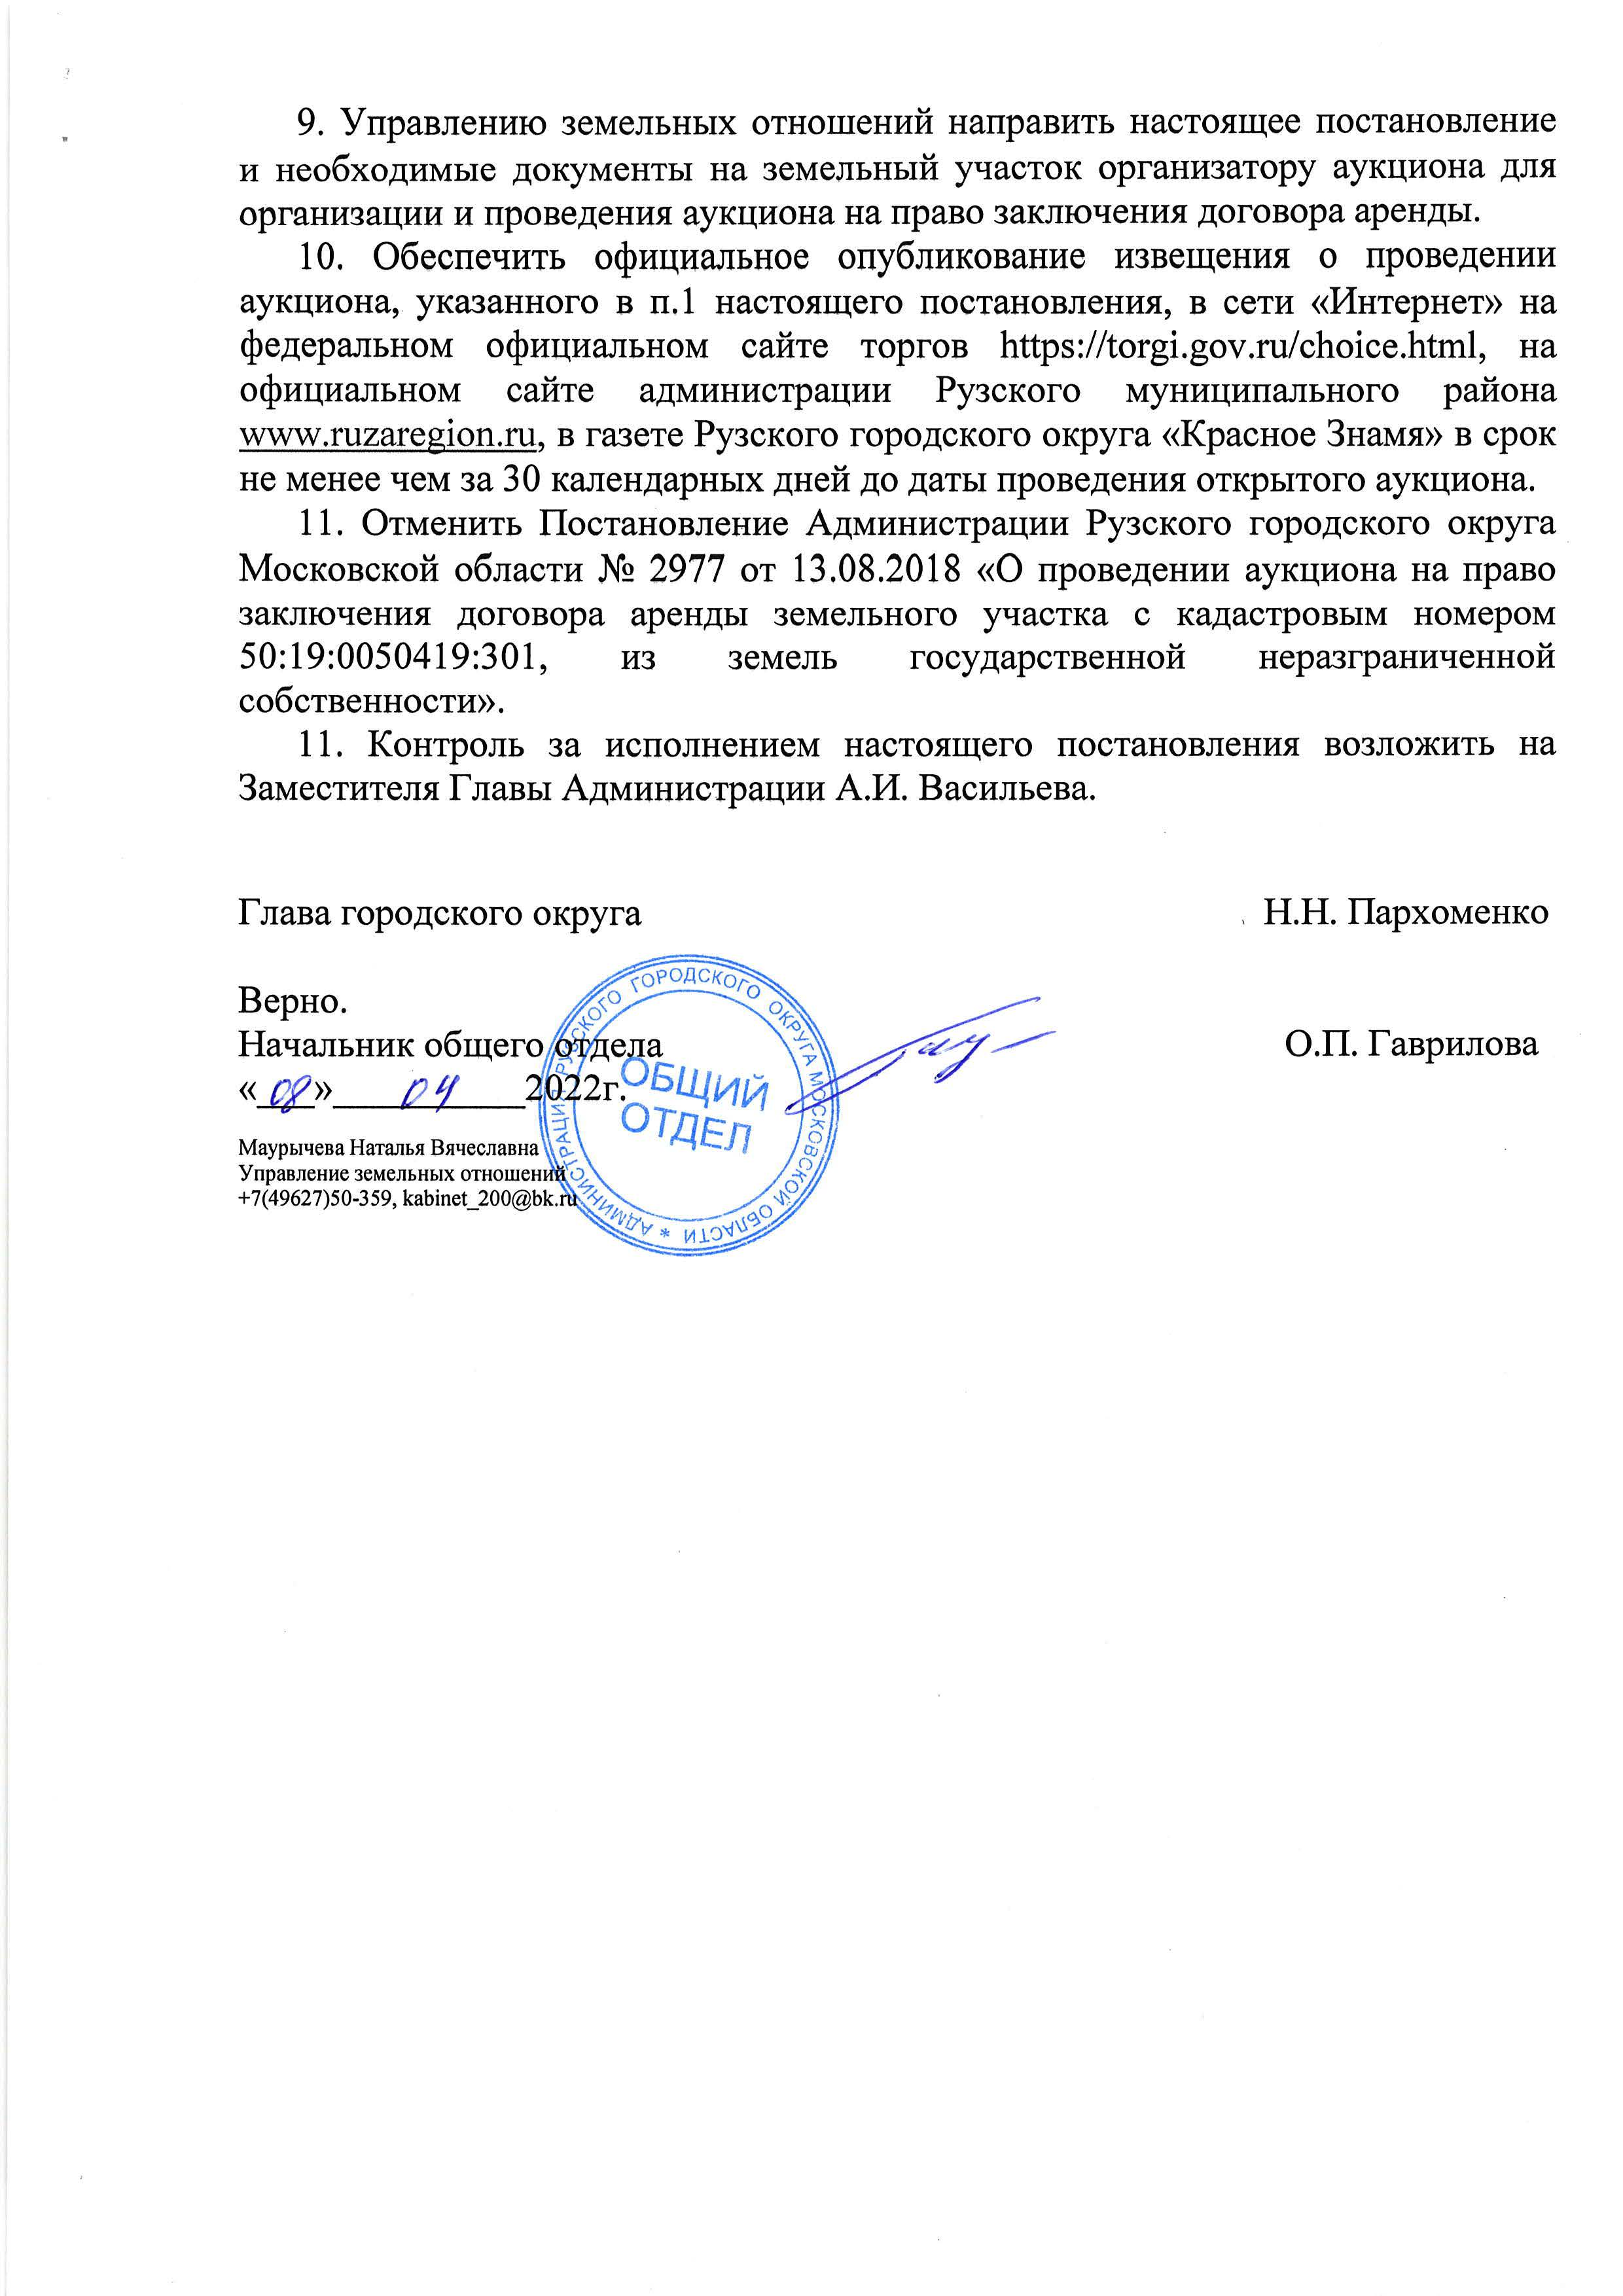 9. Управлению земельных отношений направить настоящее постановление
и необходимые документы на земельный участок организатору аукциона для
организации и проведения аукциона на право заключения договора аренды.
10. Обеспечить официальное опубликование извещения о проведении
аукциона, указанного в п.1 настоящего постановления, в сети «Интернет» на
федеральном официальном сайте торгов https://torgi.gov.ru/choice.html, на
официальном сайте администрации Рузского муниципального района
www.ruzaregion.ru, в газете Рузского городского округа «Красное Знамя» в срок
не менее чем за 30 календарных дней до даты проведения открытого аукциона.
11. Отменить Постановление Администрации Рузского городского округа
Московской области № 2977 от 13.08.2018 «О проведении аукциона на право
заключения договора аренды земельного участка с кадастровым номером
50:19:0050419:301, из земель государственной неразграниченной
собственности».
11. Контроль за исполнением настоящего постановления возложить на
Заместителя Главы Администрации А.И. Васильева.
Глава городского округа Н.Н. Пархоменко
Верно.
Начальник общего отдела О.П. Гаврилова
«08» 04 2022г.
Маурычева Наталья Вячеславна
Управление земельных отношений
+7(49627)50-359, kabinet_200@bk.ru
* АДМИНИСТРАЦИЯ РУЗСКОГО ГОРОДСКОГО ОКРУГА МОСКОВСКОЙ ОБЛАСТИ
ОБЩИЙ
ОТДЕЛ